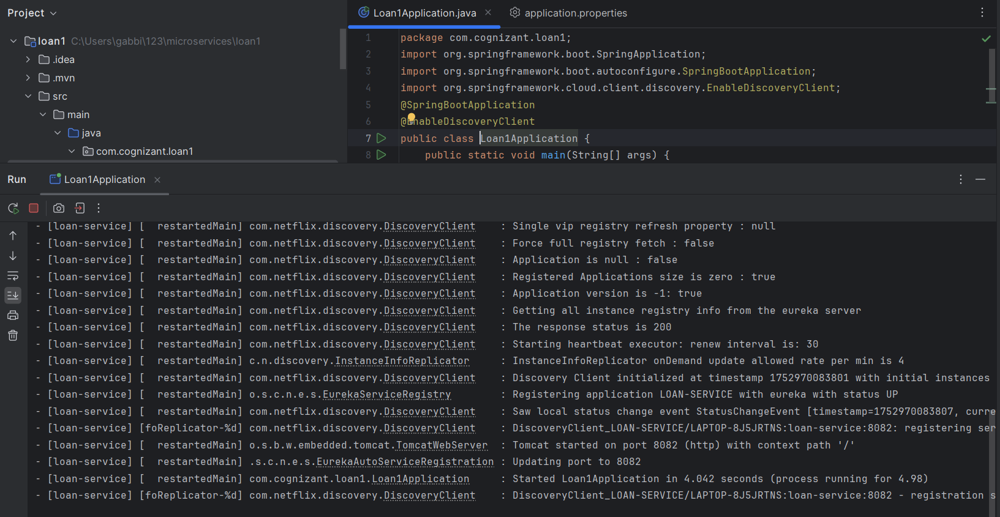 Project
loan1 C:\Users\gabbi\123\microservices\loan1
.idea
.mvn
src
main
java
com.cognizant.loan1
Loan1Application.java
application.properties
1 package com.cognizant.loan1;
2 import org.springframework.boot.SpringApplication;
3 import org.springframework.boot.autoconfigure.SpringBootApplication;
4 import org.springframework.cloud.client.discovery.EnableDiscoveryClient;
5 @SpringBootApplication
6 @EnableDiscoveryClient
7 public class Loan1Application {
8 public static void main(String[] args) {
Run Loan1Application
- [loan-service] [  restartedMain] com.netflix.discovery.DiscoveryClient : Single vip registry refresh property : null
- [loan-service] [  restartedMain] com.netflix.discovery.DiscoveryClient : Force full registry fetch : false
- [loan-service] [  restartedMain] com.netflix.discovery.DiscoveryClient : Application is null : false
- [loan-service] [  restartedMain] com.netflix.discovery.DiscoveryClient : Registered Applications size is zero : true
- [loan-service] [  restartedMain] com.netflix.discovery.DiscoveryClient : Application version is -1: true
- [loan-service] [  restartedMain] com.netflix.discovery.DiscoveryClient : Getting all instance registry info from the eureka server
- [loan-service] [  restartedMain] com.netflix.discovery.DiscoveryClient : The response status is 200
- [loan-service] [  restartedMain] com.netflix.discovery.DiscoveryClient : Starting heartbeat executor: renew interval is: 30
- [loan-service] [  restartedMain] c.n.discovery.InstanceInfoReplicator : InstanceInfoReplicator onDemand update allowed rate per min is 4
- [loan-service] [  restartedMain] com.netflix.discovery.DiscoveryClient : Discovery Client initialized at timestamp 1752970083801 with initial instances
- [loan-service] [  restartedMain] o.s.c.n.e.s.EurekaServiceRegistry : Registering application LOAN-SERVICE with eureka with status UP
- [loan-service] [  restartedMain] com.netflix.discovery.DiscoveryClient : Saw local status change event StatusChangeEvent [timestamp=1752970083807, curre
- [loan-service] [foReplicator-%d] com.netflix.discovery.DiscoveryClient : DiscoveryClient_LOAN-SERVICE/LAPTOP-8J5JRTNS:loan-service:8082: registering ser
- [loan-service] [  restartedMain] o.s.b.w.embedded.tomcat.TomcatWebServer : Tomcat started on port 8082 (http) with context path '/'
- [loan-service] [  restartedMain] .s.c.n.e.s.EurekaAutoServiceRegistration : Updating port to 8082
- [loan-service] [  restartedMain] com.cognizant.loan1.Loan1Application : Started Loan1Application in 4.042 seconds (process running for 4.98)
- [loan-service] [foReplicator-%d] com.netflix.discovery.DiscoveryClient : DiscoveryClient_LOAN-SERVICE/LAPTOP-8J5JRTNS:loan-service:8082 - registration s